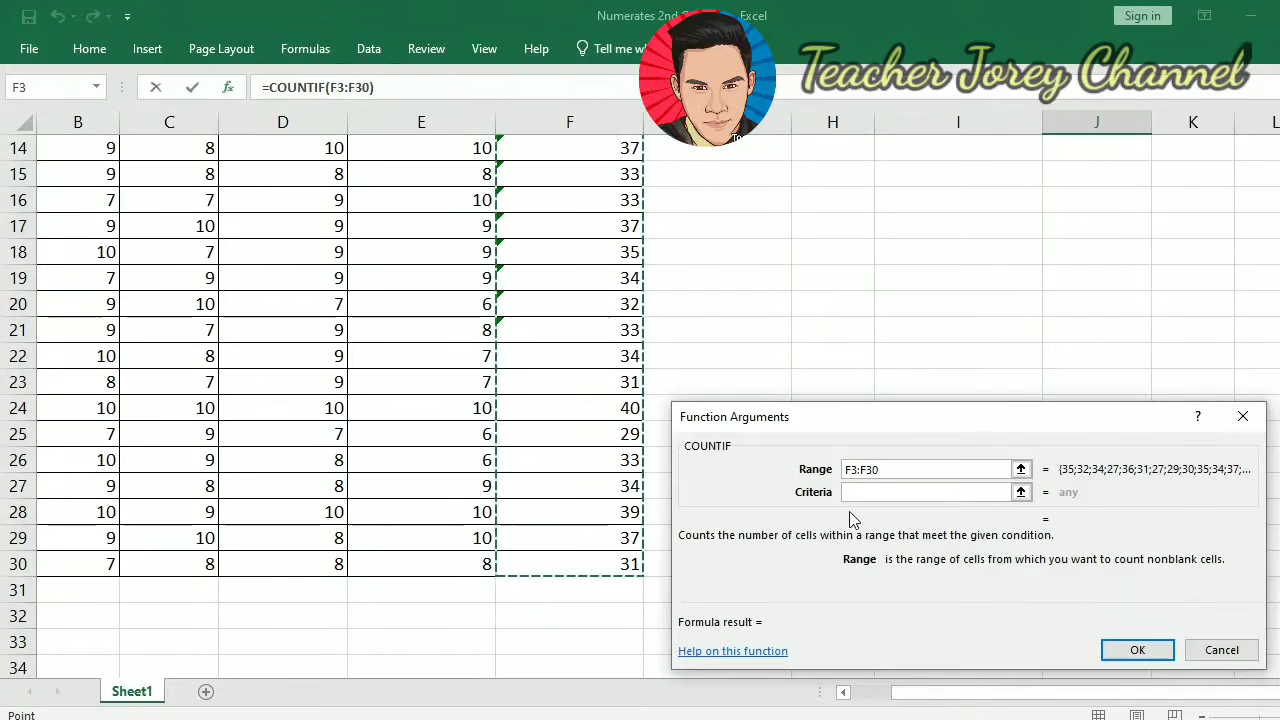 Numerates 2nd
Excel
Sign in
File Home Insert Page Layout Formulas Data Review View Help Tell me
Teacher Jorey Channel
F3 fx =COUNTIF(F3:F30)
B C D E F H I J K L
14 9 8 10 10 37
15 9 8 8 8 33
16 7 7 9 10 33
17 9 10 9 9 37
18 10 7 9 9 35
19 7 9 9 9 34
20 9 10 7 6 32
21 9 7 9 8 33
22 10 8 9 7 34
23 8 7 9 7 31
24 10 10 10 10 40
25 7 9 7 6 29
26 10 9 8 6 33
27 9 8 8 9 34
28 10 9 10 10 39
29 9 10 8 10 37
30 7 8 8 8 31
31
32
33
34
Function Arguments ?
COUNTIF
Range F3:F30 = {35;32;34;27;36;31;27;29;30;35;34;37;...
Criteria = any
=
Counts the number of cells within a range that meet the given condition.
Range is the range of cells from which you want to count nonblank cells.
Formula result =
Help on this function
OK Cancel
Sheet1
Point